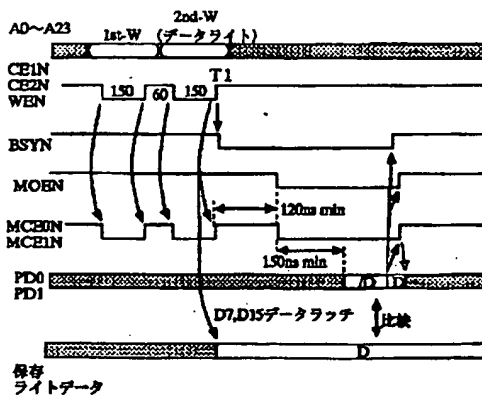 2nd-W
A0～A23
1st-W
(データライト)
CE1N
CE2N
WEN
T1
150
60
150
BSYN
MOEN
120ns min
MCE0N
MCE1N
150ns min
PD0
PD1
/D
D
D7,D15データラッチ
比較
D
保存
ライトデータ